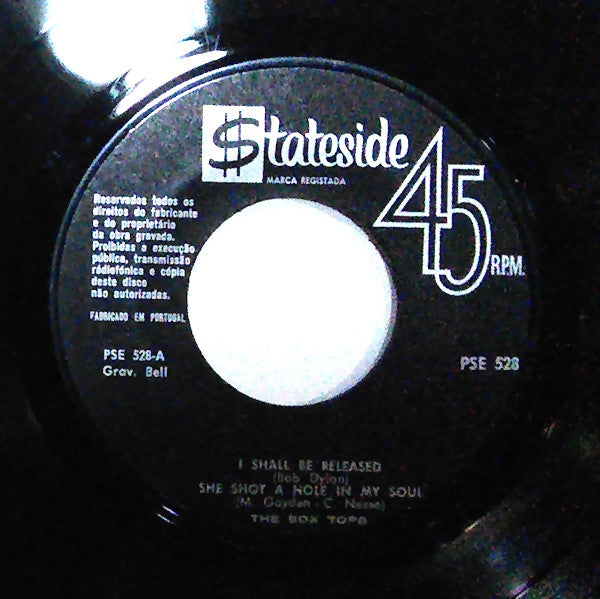 $tateside
MARCA REGISTADA
45 RPM.
Reservados todos os
direitos do fabricante
e do proprietário
da obra gravada.
Proibidas a execução
pública, transmissão
rádiofónica e cópia
deste disco
não autorizadas.
FABRICADO EM PORTUGAL
PSE 528-A
Grav. Bell
PSE 528
I SHALL BE RELEASED
(Bob Dylan)
SHE SHOT A HOLE IN MY SOUL
(M. Gayden - C. Neese)
THE BOX TOPS